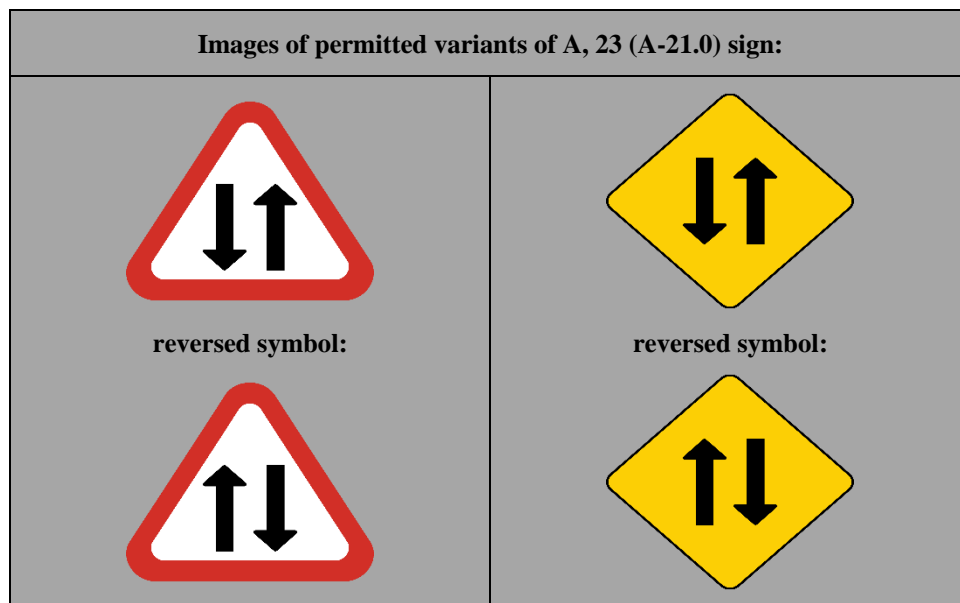 Images of permitted variants of A, 23 (A-21.0) sign:
reversed symbol:
reversed symbol: